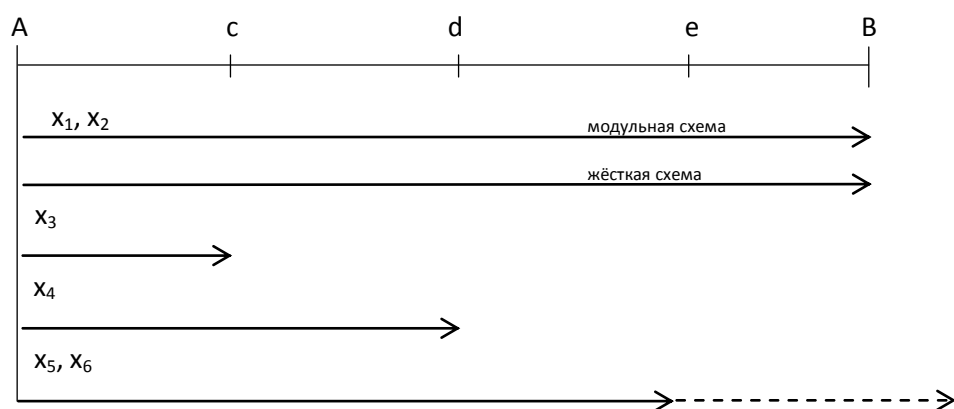 A c d e B
x₁, x₂
модульная схема
жёсткая схема
x₃
x₄
x₅, x₆